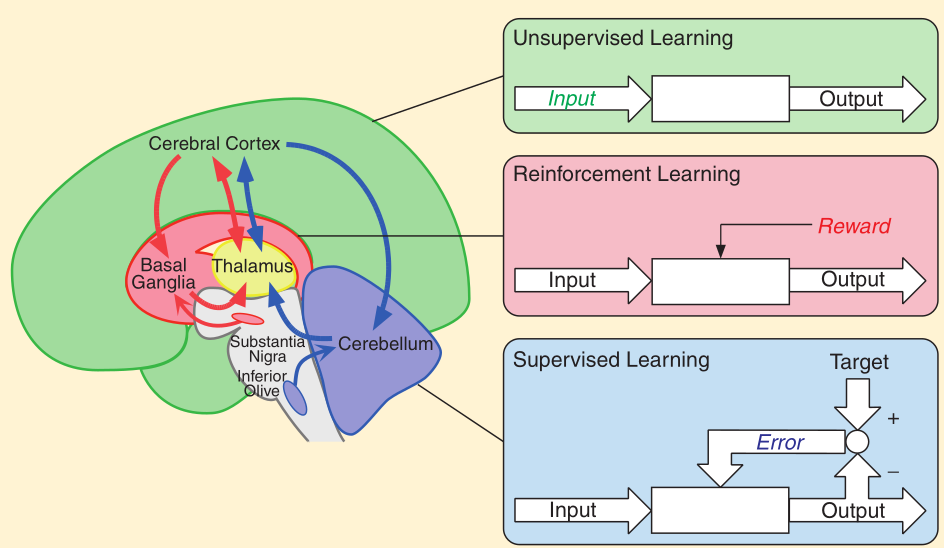 Unsupervised Learning
Input
Output
Cerebral Cortex
Reinforcement Learning
Reward
Input
Output
Basal
Ganglia
Thalamus
Substantia
Nigra
Cerebellum
Inferior
Olive
Supervised Learning
Target
+
Error
–
Input
Output